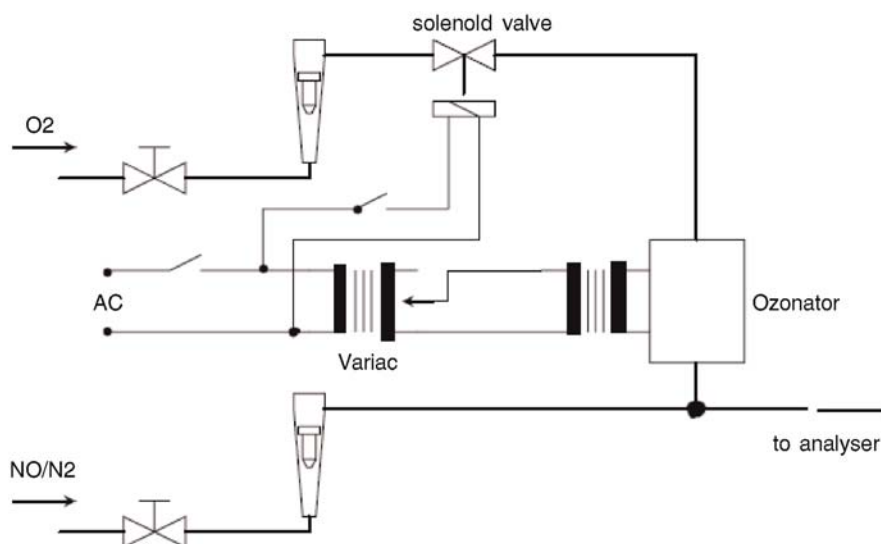 solenold valve
O2
AC
Ozonator
Variac
to analyser
NO/N2